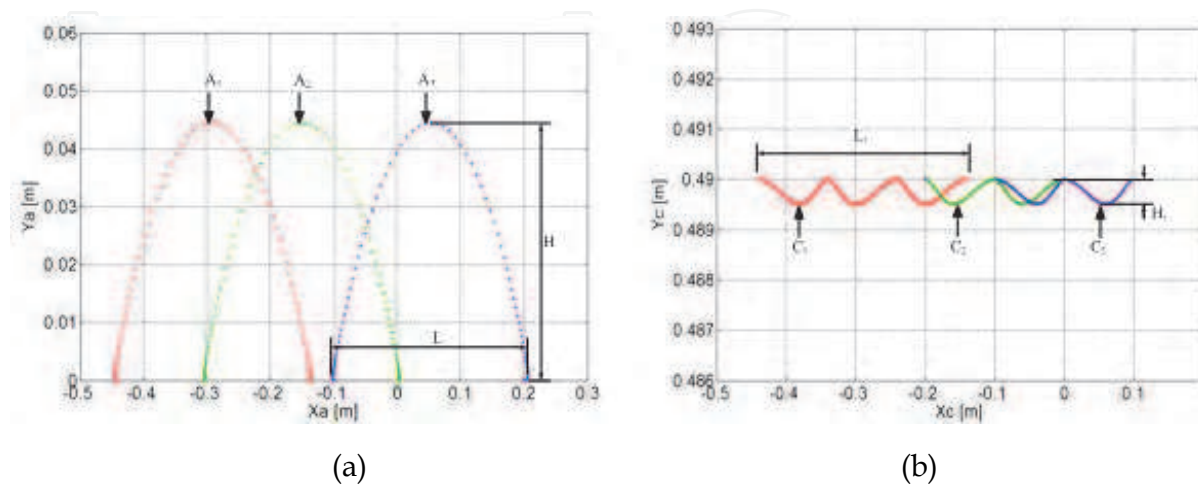 0.06
0.05
0.04
0.03
0.02
0.01
0
-0.5 -0.4 -0.3 -0.2 -0.1 0 0.1 0.2 0.3
Ya [m]
Xa [m]
A₁ A₂ A₃
H
L
(a)
0.493
0.492
0.491
0.49
0.489
0.488
0.487
0.486
-0.5 -0.4 -0.3 -0.2 -0.1 0 0.1
Yc [m]
Xc [m]
C₁ C₂ C₃
(b)